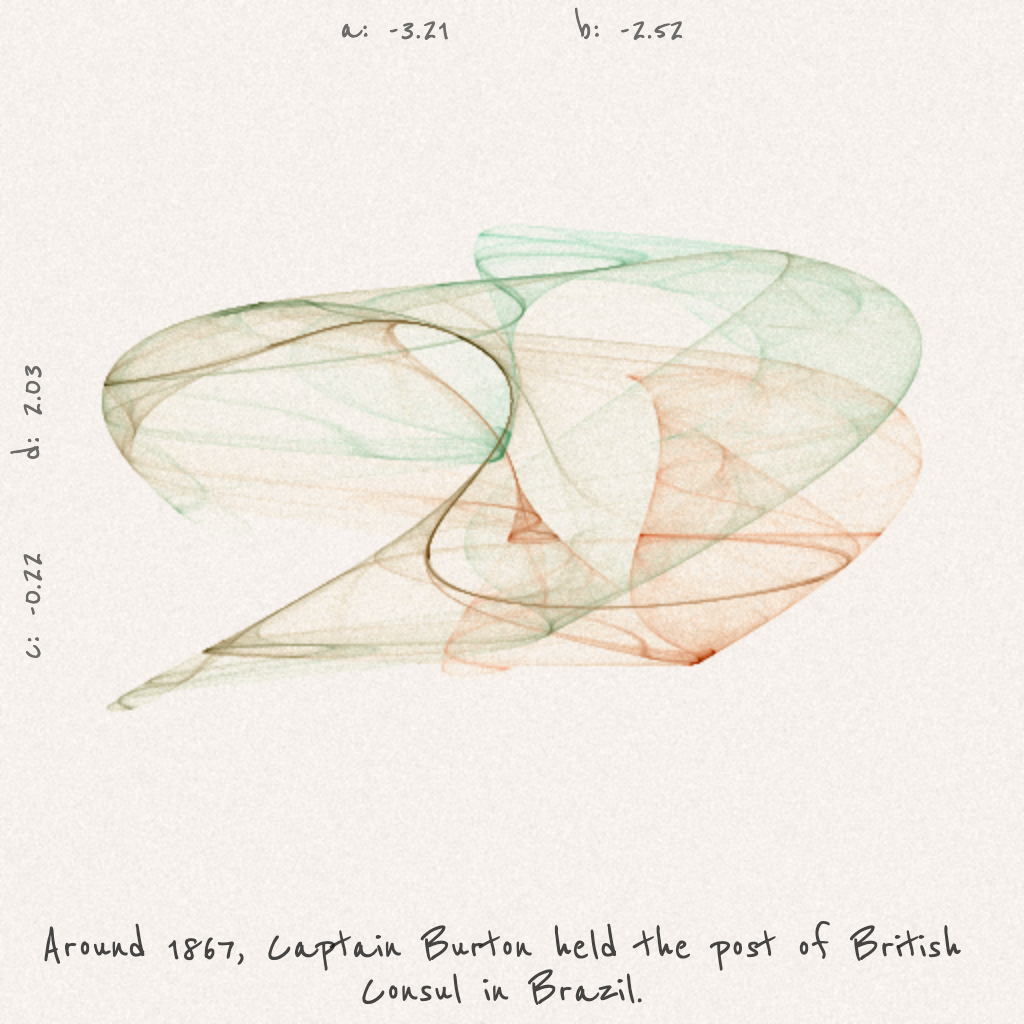 a: -3.21 b: -2.52
d: 2.03
c: -0.22
Around 1867, Captain Burton held the post of British
Consul in Brazil.